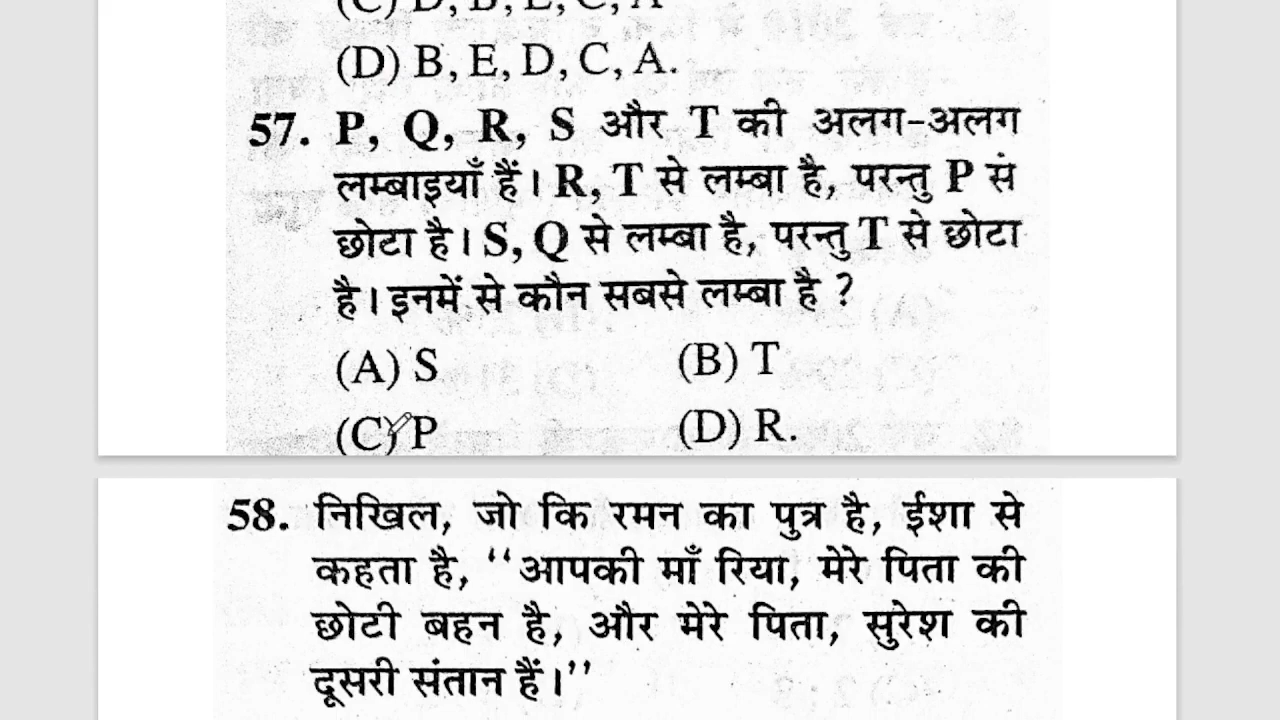 (C) D, B, E, C, A
(D) B, E, D, C, A.
57. P, Q, R, S और T की अलग-अलग
लम्बाइयाँ हैं। R, T से लम्बा है, परन्तु P से
छोटा है। S, Q से लम्बा है, परन्तु T से छोटा
है। इनमें से कौन सबसे लम्बा है ?
(A) S (B) T
(C) P (D) R.
58. निखिल, जो कि रमन का पुत्र है, ईशा से
कहता है, ‘‘आपकी माँ रिया, मेरे पिता की
छोटी बहन है, और मेरे पिता, सुरेश की
दूसरी संतान हैं।’’